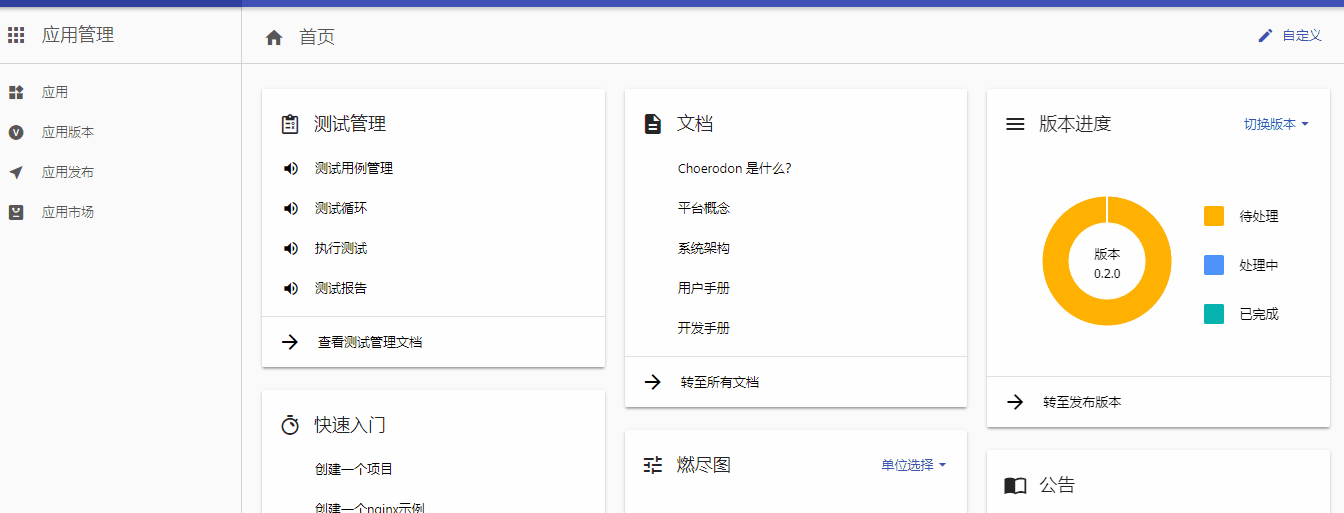 应用管理
应用
应用版本
应用发布
应用市场
首页
自定义
测试管理
测试用例管理
测试循环
执行测试
测试报告
查看测试管理文档
快速入门
创建一个项目
创建一个nginx示例
文档
Choerodon 是什么?
平台概念
系统架构
用户手册
开发手册
转至所有文档
燃尽图
单位选择
版本进度
切换版本
版本
0.2.0
待处理
处理中
已完成
转至发布版本
公告